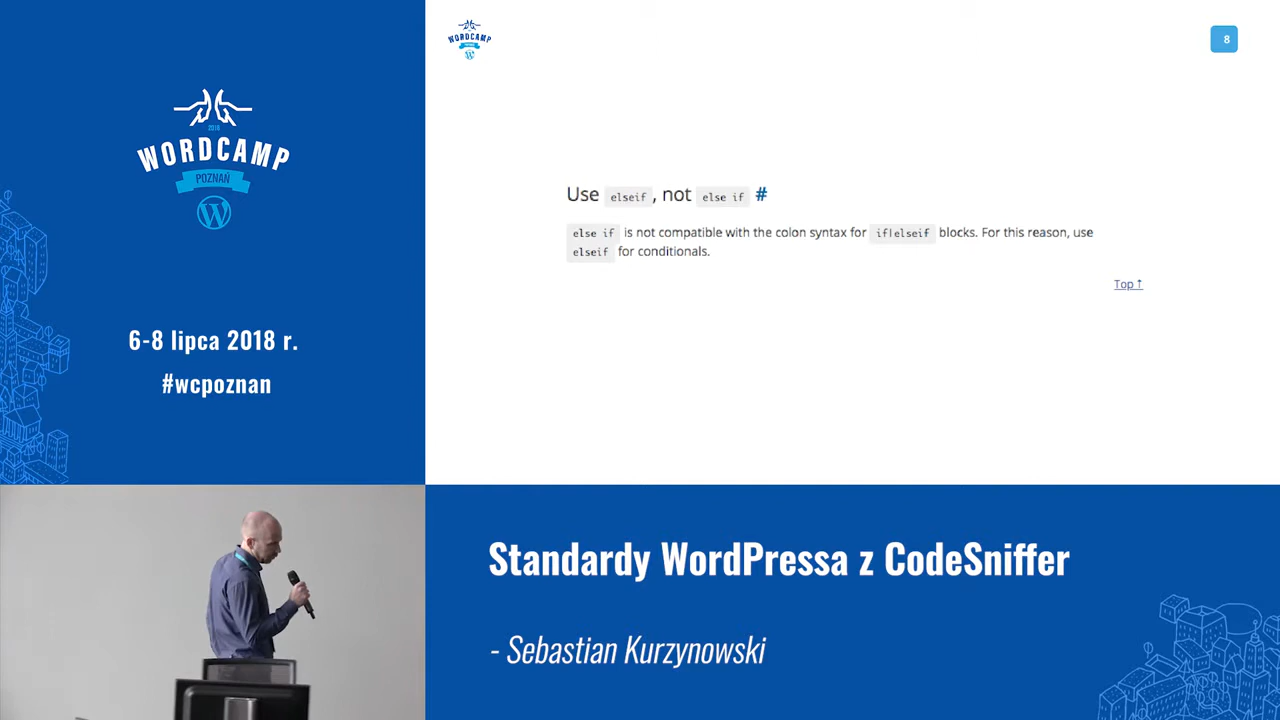 2018
WORDCAMP
POZNAŃ
6-8 lipca 2018 r.
#wcpoznan
WORDCAMP
8
Use elseif, not else if #
else if is not compatible with the colon syntax for if|elseif blocks. For this reason, use
elseif for conditionals.
Top ↑
Standardy WordPressa z CodeSniffer
- Sebastian Kurzynowski